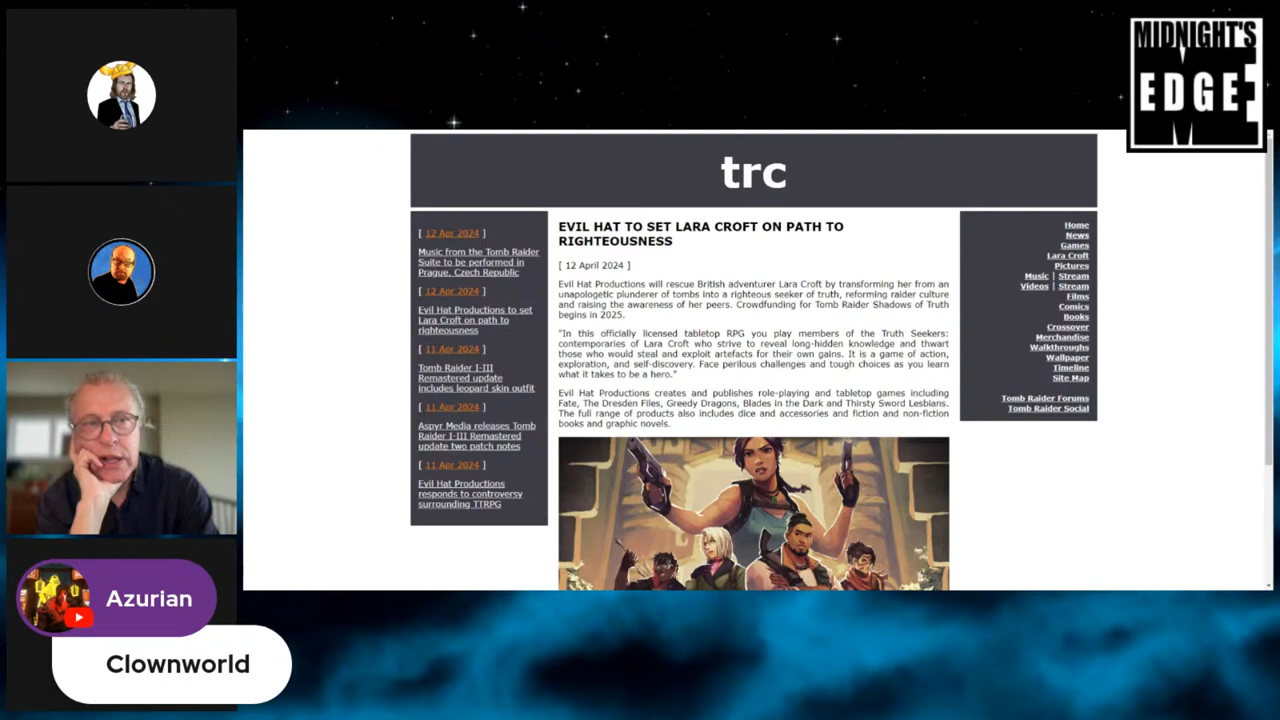 MIDNIGHT'S
EDGE
trc
[ 12 Apr 2024 ]
Music from the Tomb Raider
Suite to be performed in
Prague, Czech Republic
[ 12 Apr 2024 ]
Evil Hat Productions to set
Lara Croft on path to
righteousness
[ 11 Apr 2024 ]
Tomb Raider I-III
Remastered update
includes leopard skin outfit
[ 11 Apr 2024 ]
Aspyr Media releases Tomb
Raider I-III Remastered
update two patch notes
[ 11 Apr 2024 ]
Evil Hat Productions
responds to controversy
surrounding TTRPG
EVIL HAT TO SET LARA CROFT ON PATH TO
RIGHTEOUSNESS
[ 12 April 2024 ]
Evil Hat Productions will rescue British adventurer Lara Croft by transforming her from an
unapologetic plunderer of tombs into a righteous seeker of truth, reforming raider culture
and raising the awareness of her peers. Crowdfunding for Tomb Raider Shadows of Truth
begins in 2025.
"In this officially licensed tabletop RPG you play members of the Truth Seekers:
contemporaries of Lara Croft who strive to reveal long-hidden knowledge and thwart
those who would steal and exploit artefacts for their own gains. It is a game of action,
exploration, and self-discovery. Face perilous challenges and tough choices as you learn
what it takes to be a hero."
Evil Hat Productions creates and publishes role-playing and tabletop games including
Fate, The Dresden Files, Greedy Dragons, Blades in the Dark and Thirsty Sword Lesbians.
The full range of products also includes dice and accessories and fiction and non-fiction
books and graphic novels.
Home
News
Games
Lara Croft
Pictures
Music | Stream
Videos | Stream
Films
Comics
Books
Crossover
Merchandise
Walkthroughs
Wallpaper
Timeline
Site Map
Tomb Raider Forums
Tomb Raider Social
Azurian
Clownworld